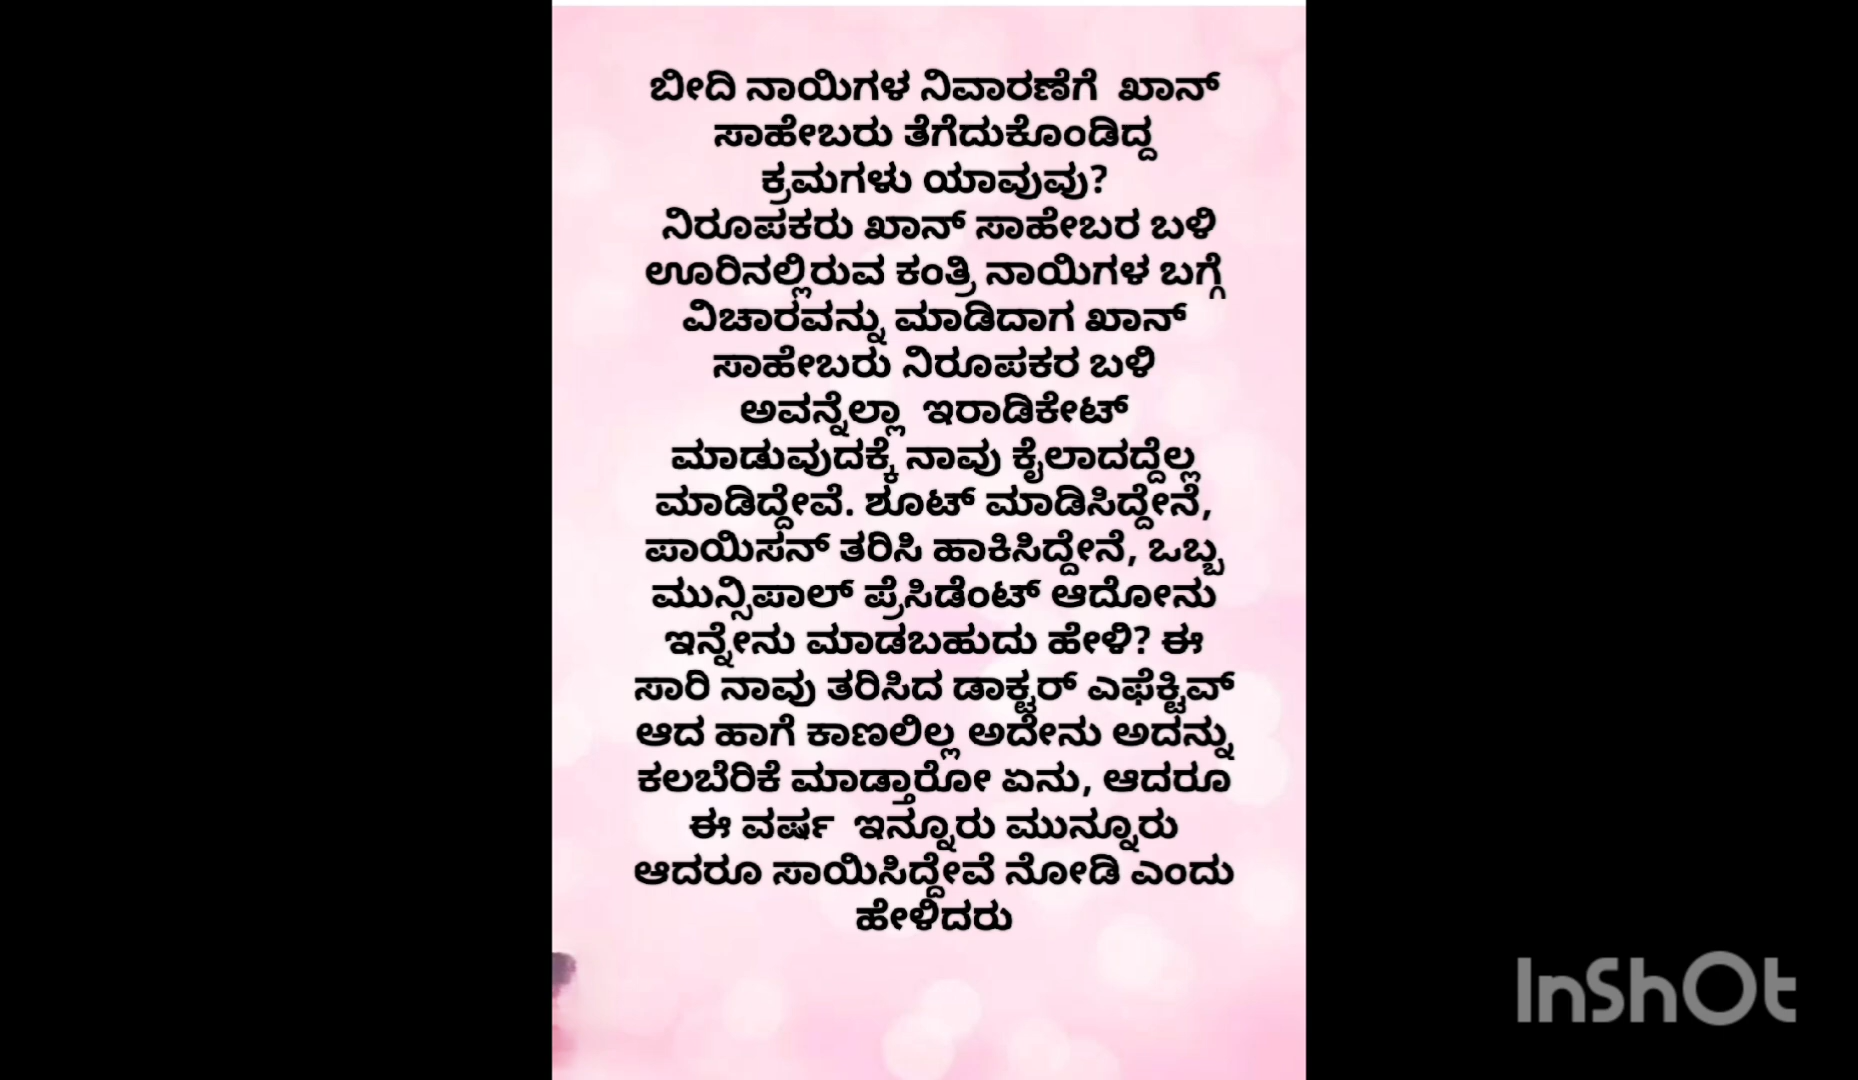 ಬೀದಿ ನಾಯಿಗಳ ನಿವಾರಣೆಗೆ ಖಾನ್
ಸಾಹೇಬರು ತೆಗೆದುಕೊಂಡಿದ್ದ
ಕ್ರಮಗಳು ಯಾವುವು?
ನಿರೂಪಕರು ಖಾನ್ ಸಾಹೇಬರ ಬಳಿ
ಊರಿನಲ್ಲಿರುವ ಕಂತ್ರಿ ನಾಯಿಗಳ ಬಗ್ಗೆ
ವಿಚಾರವನ್ನು ಮಾಡಿದಾಗ ಖಾನ್
ಸಾಹೇಬರು ನಿರೂಪಕರ ಬಳಿ
ಅವನ್ನೆಲ್ಲಾ ಇರಾಡಿಕೇಟ್
ಮಾಡುವುದಕ್ಕೆ ನಾವು ಕೈಲಾದದ್ದೆಲ್ಲ
ಮಾಡಿದ್ದೇವೆ. ಶೂಟ್ ಮಾಡಿಸಿದ್ದೇನೆ,
ಪಾಯಿಸನ್ ತರಿಸಿ ಹಾಕಿಸಿದ್ದೇನೆ, ಒಬ್ಬ
ಮುನ್ಸಿಪಾಲ್ ಪ್ರೆಸಿಡೆಂಟ್ ಆದೋನು
ಇನ್ನೇನು ಮಾಡಬಹುದು ಹೇಳಿ? ಈ
ಸಾರಿ ನಾವು ತರಿಸಿದ ಡಾಕ್ಟರ್ ಎಫೆಕ್ಟಿವ್
ಆದ ಹಾಗೆ ಕಾಣಲಿಲ್ಲ ಅದೇನು ಅದನ್ನು
ಕಲಬೆರಿಕೆ ಮಾಡ್ತಾರೋ ಏನು, ಆದರೂ
ಈ ವರ್ಷ ಇನ್ನೂರು ಮುನ್ನೂರು
ಆದರೂ ಸಾಯಿಸಿದ್ದೇವೆ ನೋಡಿ ಎಂದು
ಹೇಳಿದರು
InShOt